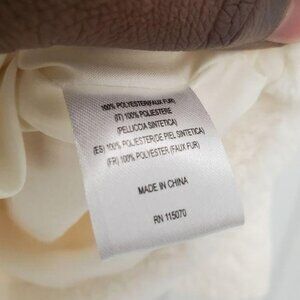 100% POLYESTER(FAUX FUR)
(IT) 100% POLIESTERE
(PELLICCIA SINTETICA)
(ES) 100% POLIESTER(DE PIEL SINTETICA)
(FR) 100% POLYESTER (FAUX FUR)
MADE IN CHINA
RN 115070